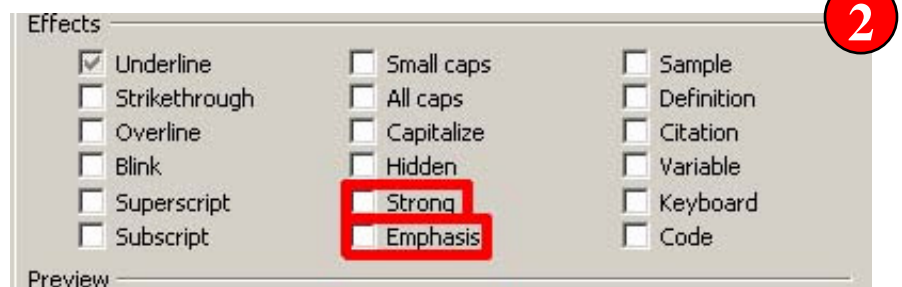 Effects
2
Underline Small caps Sample
Strikethrough All caps Definition
Overline Capitalize Citation
Blink Hidden Variable
Superscript Strong Keyboard
Subscript Emphasis Code
Preview